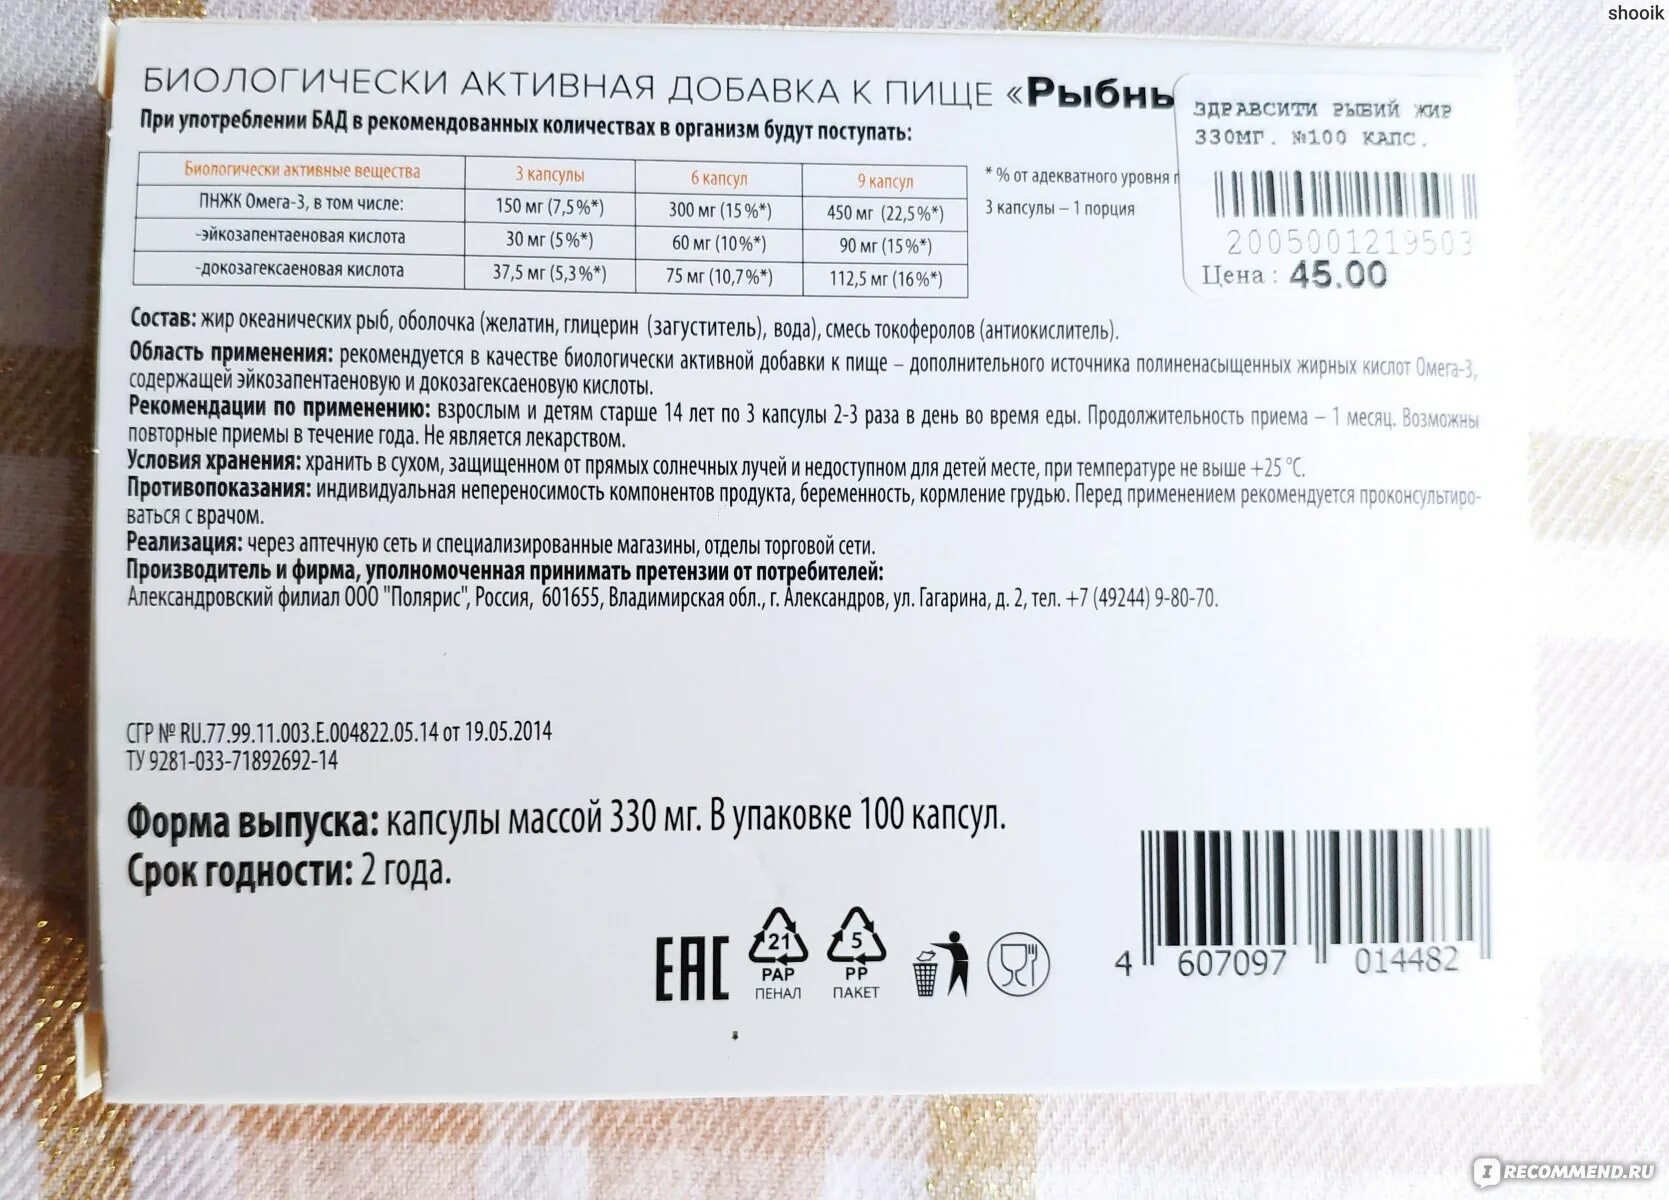 shooik
БИОЛОГИЧЕСКИ АКТИВНАЯ ДОБАВКА К ПИЩЕ «Рыбны
При употреблении БАД в рекомендованных количествах в организм будут поступать:
Биологически активные вещества 3 капсулы 6 капсул 9 капсул
ПНЖК Омега-3, в том числе: 150 мг (7,5%*) 300 мг (15%*) 450 мг (22,5%*)
-эйкозапентаеновая кислота 30 мг (5%*) 60 мг (10%*) 90 мг (15%*)
-докозагексаеновая кислота 37,5 мг (5,3%*) 75 мг (10,7%*) 112,5 мг (16%*)
* % от адекватного уровня п
3 капсулы – 1 порция
ЗДРАВСИТИ РЫБИЙ ЖИР
330МГ. №100 КАПС.
2005001219503
Цена : 45.00
Состав: жир океанических рыб, оболочка (желатин, глицерин (загуститель), вода), смесь токоферолов (антиокислитель).
Область применения: рекомендуется в качестве биологически активной добавки к пище – дополнительного источника полиненасыщенных жирных кислот Омега-3,
содержащей эйкозапентаеновую и докозагексаеновую кислоты.
Рекомендации по применению: взрослым и детям старше 14 лет по 3 капсулы 2-3 раза в день во время еды. Продолжительность приема – 1 месяц. Возможны
повторные приемы в течение года. Не является лекарством.
Условия хранения: хранить в сухом, защищенном от прямых солнечных лучей и недоступном для детей месте, при температуре не выше +25 °С.
Противопоказания: индивидуальная непереносимость компонентов продукта, беременность, кормление грудью. Перед применением рекомендуется проконсультиро-
ваться с врачом.
Реализация: через аптечную сеть и специализированные магазины, отделы торговой сети.
Производитель и фирма, уполномоченная принимать претензии от потребителей:
Александровский филиал ООО "Полярис", Россия, 601655, Владимирская обл., г. Александров, ул. Гагарина, д. 2, тел. +7 (49244) 9-80-70.
СГР № RU.77.99.11.003.Е.004822.05.14 от 19.05.2014
ТУ 9281-033-71892692-14
Форма выпуска: капсулы массой 330 мг. В упаковке 100 капсул.
Срок годности: 2 года.
EAC
21
PAP
ПЕНАЛ
5
PP
ПАКЕТ
4 607097 014482
IRECOMMEND.RU